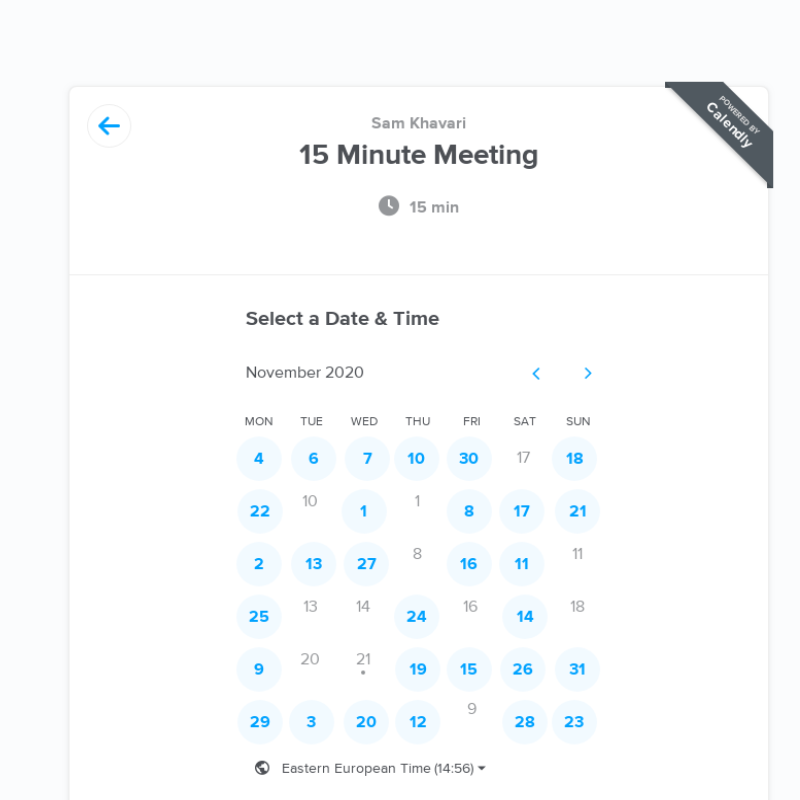 POWERED BY
Calendly
Sam Khavari
15 Minute Meeting
15 min
Select a Date & Time
November 2020
MON TUE WED THU FRI SAT SUN
4 6 7 10 30 17 18
22 10 1 1 8 17 21
2 13 27 8 16 11 11
25 13 14 24 16 14 18
9 20 21 19 15 26 31
29 3 20 12 9 28 23
Eastern European Time (14:56)